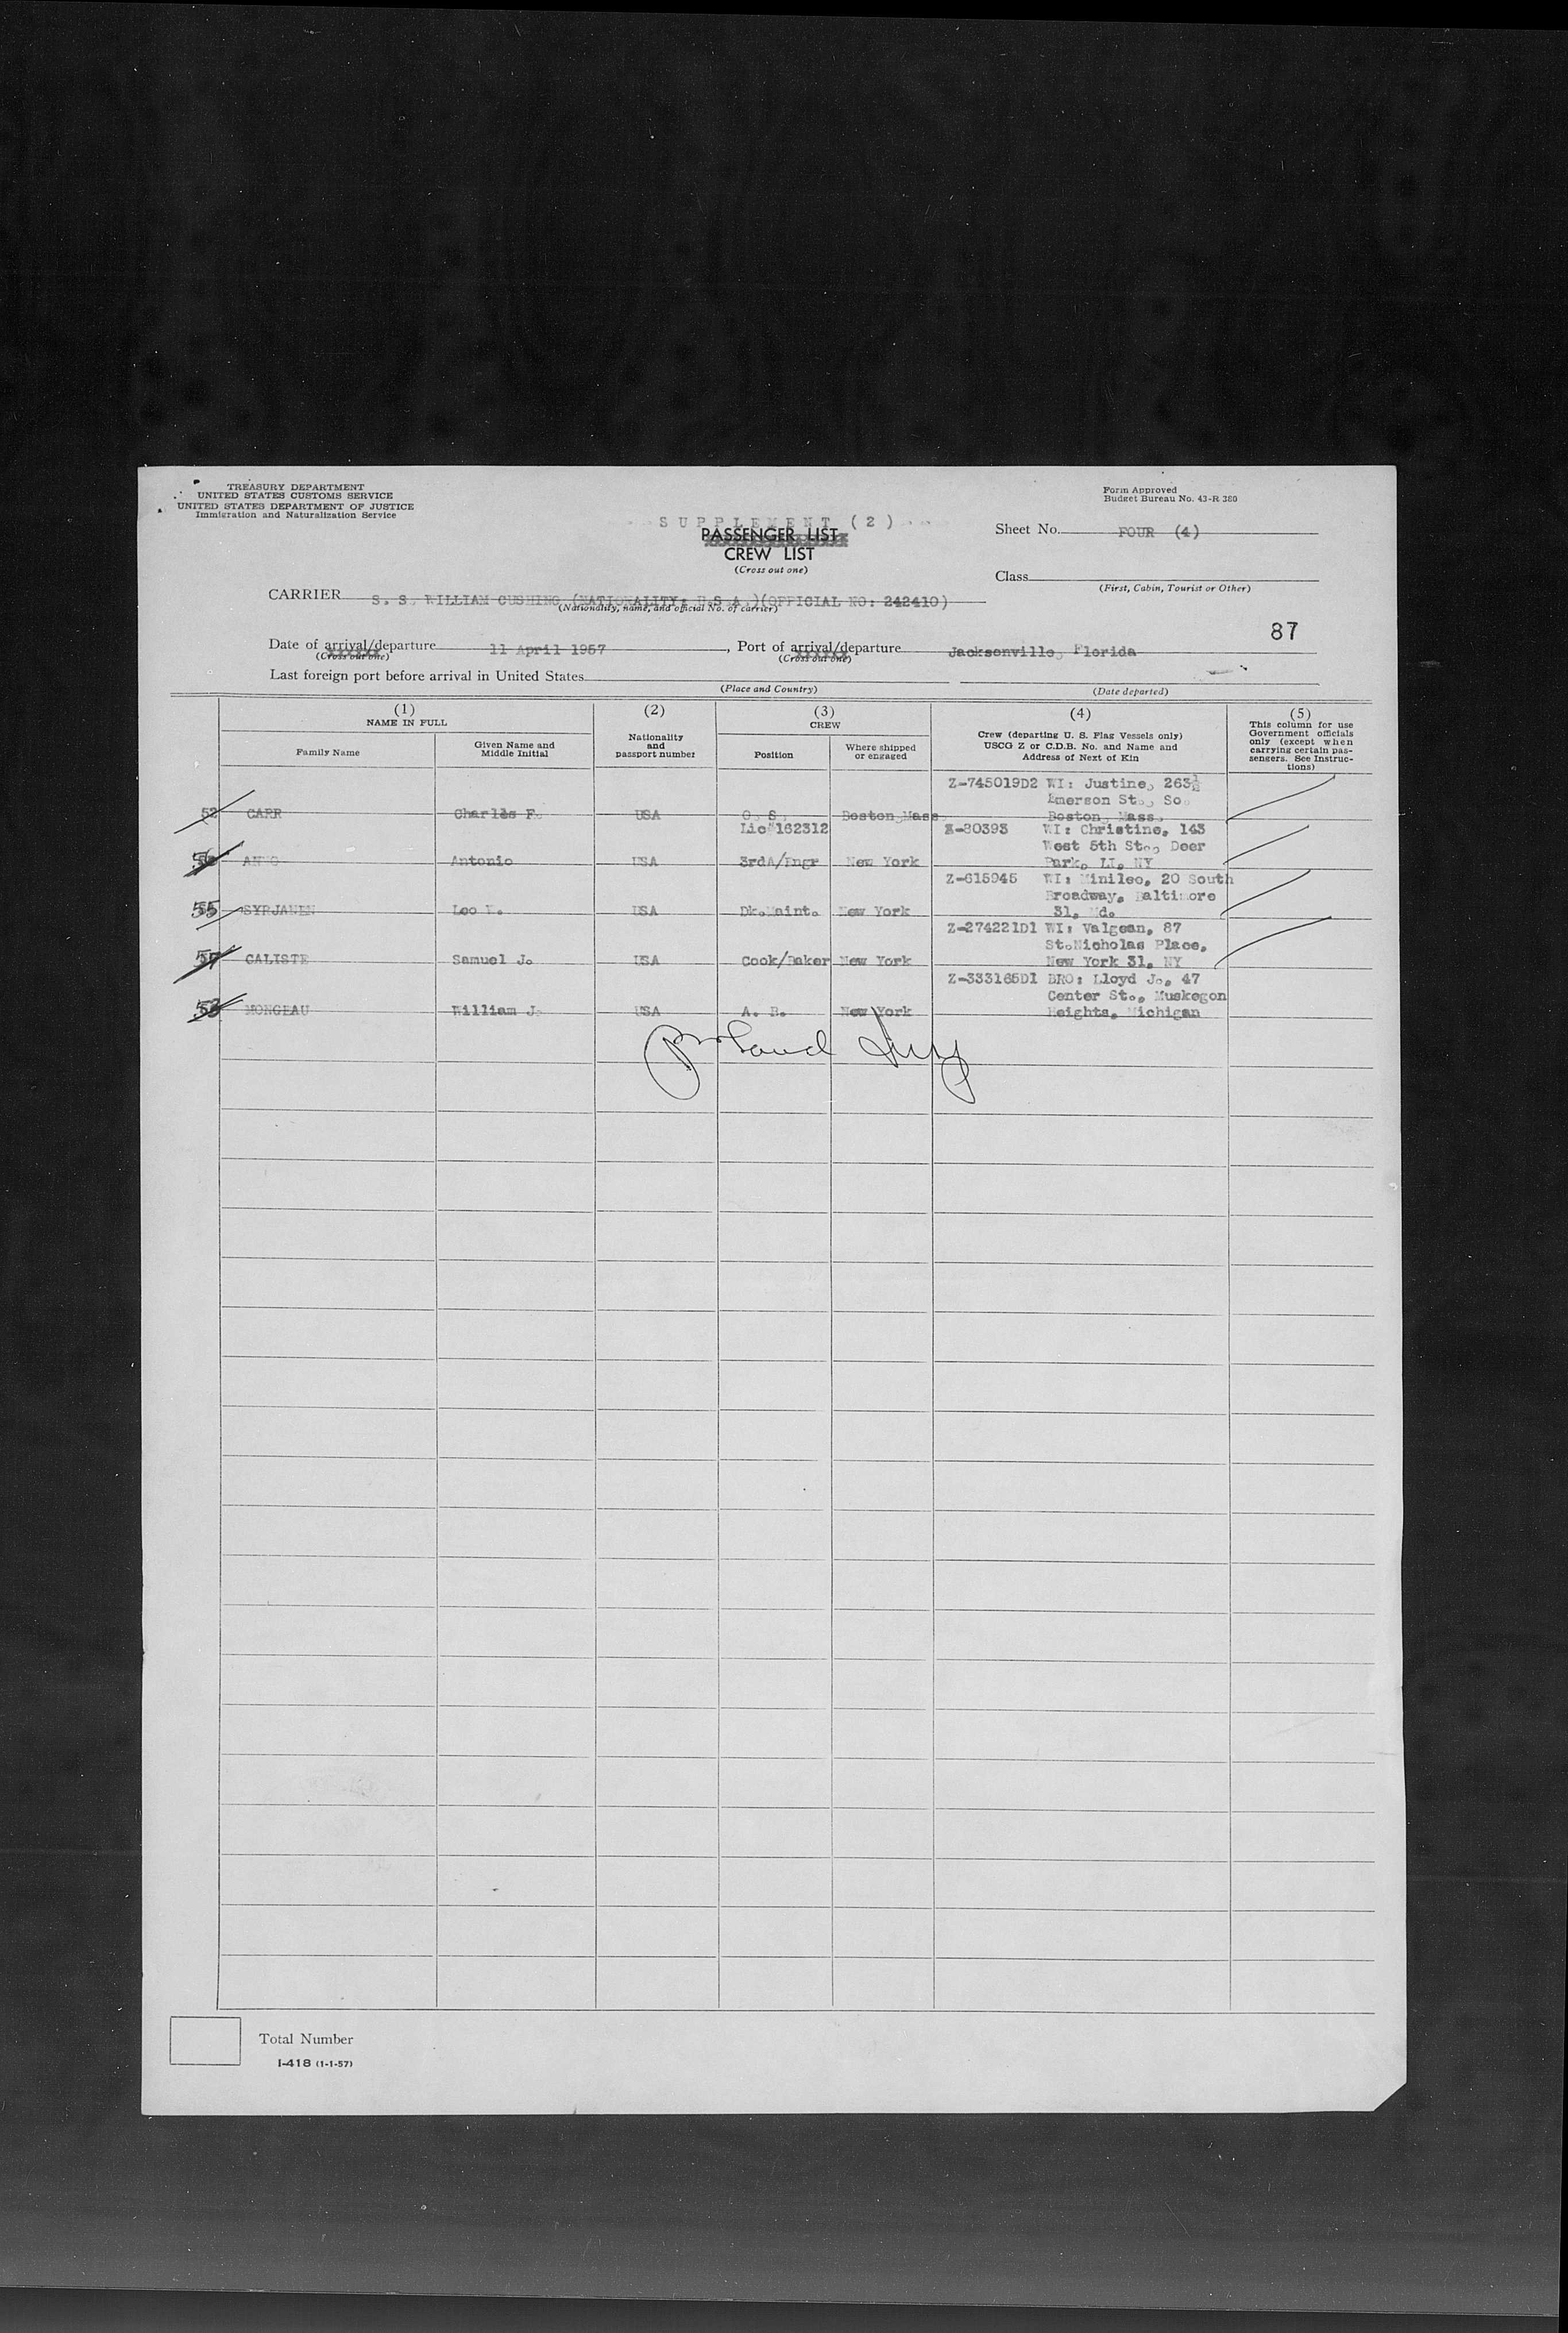 TREASURY DEPARTMENT
UNITED STATES CUSTOMS SERVICE
UNITED STATES DEPARTMENT OF JUSTICE
Immigration and Naturalization Service
Form Approved
Budget Bureau No. 43-R 380
SUPPLEMENT (2)
PASSENGER LIST
CREW LIST
(Cross out one)
Sheet No. FOUR (4)
Class
(First, Cabin, Tourist or Other)
CARRIER S. S. WILLIAM CUSHING (NATIONALITY: U.S.A.)(OFFICIAL NO: 242410)
(Nationality, name, and official No. of carrier)
87
Date of arrival/departure 11 April 1957, Port of arrival/departure Jacksonville, Florida
(Cross out one) (Cross out one)
Last foreign port before arrival in United States
(Place and Country) (Date departed)
(1) (2) (3) (4) (5)
NAME IN FULL
Family Name
Given Name and Middle Initial
Nationality and passport number
CREW
Position
Where shipped or engaged
Crew (departing U. S. Flag Vessels only)
USCG Z or C.D.B. No. and Name and
Address of Next of Kin
This column for use
Government officials
only (except when
carrying certain pas-
sengers. See Instruc-
tions)
Z-745019D2 WI: Justine, 263½
Emerson St., So.
52 CARR Charles F. USA O. S. Boston, Mass. Boston, Mass.
Lic#162312 Z-80393 WI: Christine, 143
West 5th St., Deer
Antonio USA 3rdA/Engr New York Park, LI, NY
Z-615945 WI: Minileo, 20 South
Broadway, Baltimore
55 SYRJANEN Leo USA Dk.Maint. New York 31, Md.
Z-274221D1 WI: Valgean, 87
St.Nicholas Place,
CALISTE Samuel J. USA Cook/Baker New York New York 31, NY
Z-333165D1 BRO: Lloyd J., 47
Center St., Muskegon
MONGEAU William J. USA A. B. New York Heights, Michigan
Total Number
I-418 (1-1-57)